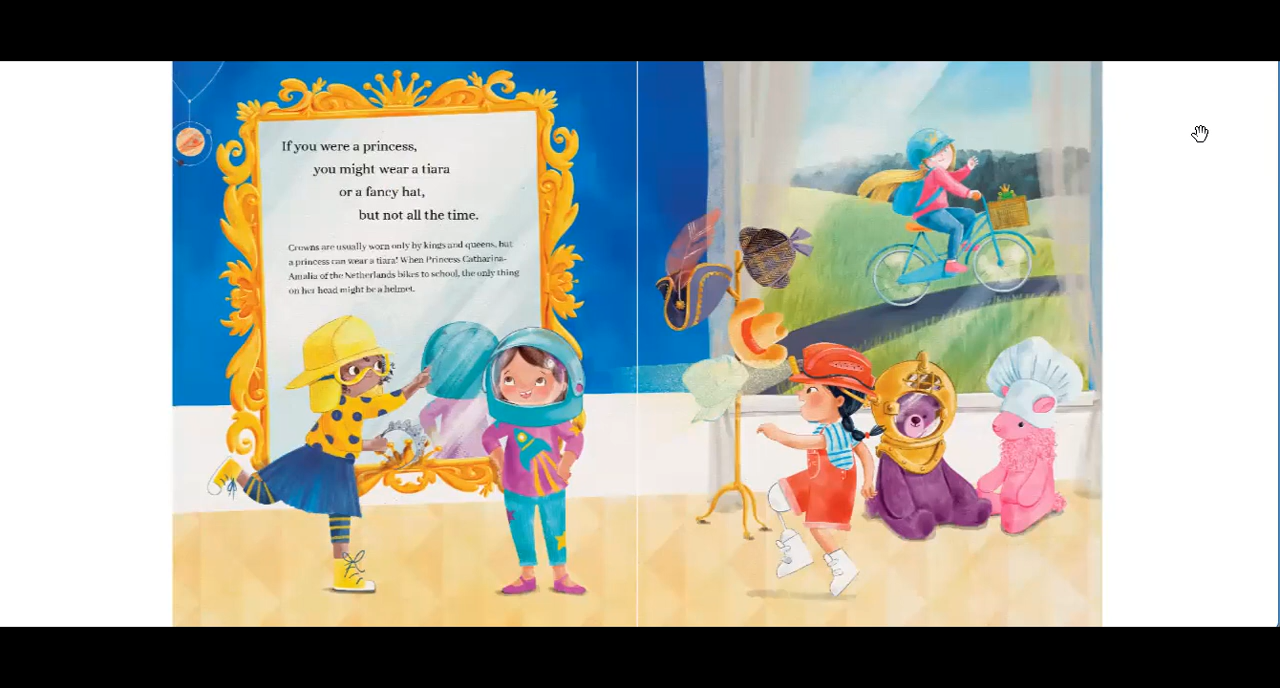 If you were a princess,
you might wear a tiara
or a fancy hat,
but not all the time.
Crowns are usually worn only by kings and queens, but
a princess can wear a tiara! When Princess Catharina-
Amalia of the Netherlands bikes to school, the only thing
on her head might be a helmet.